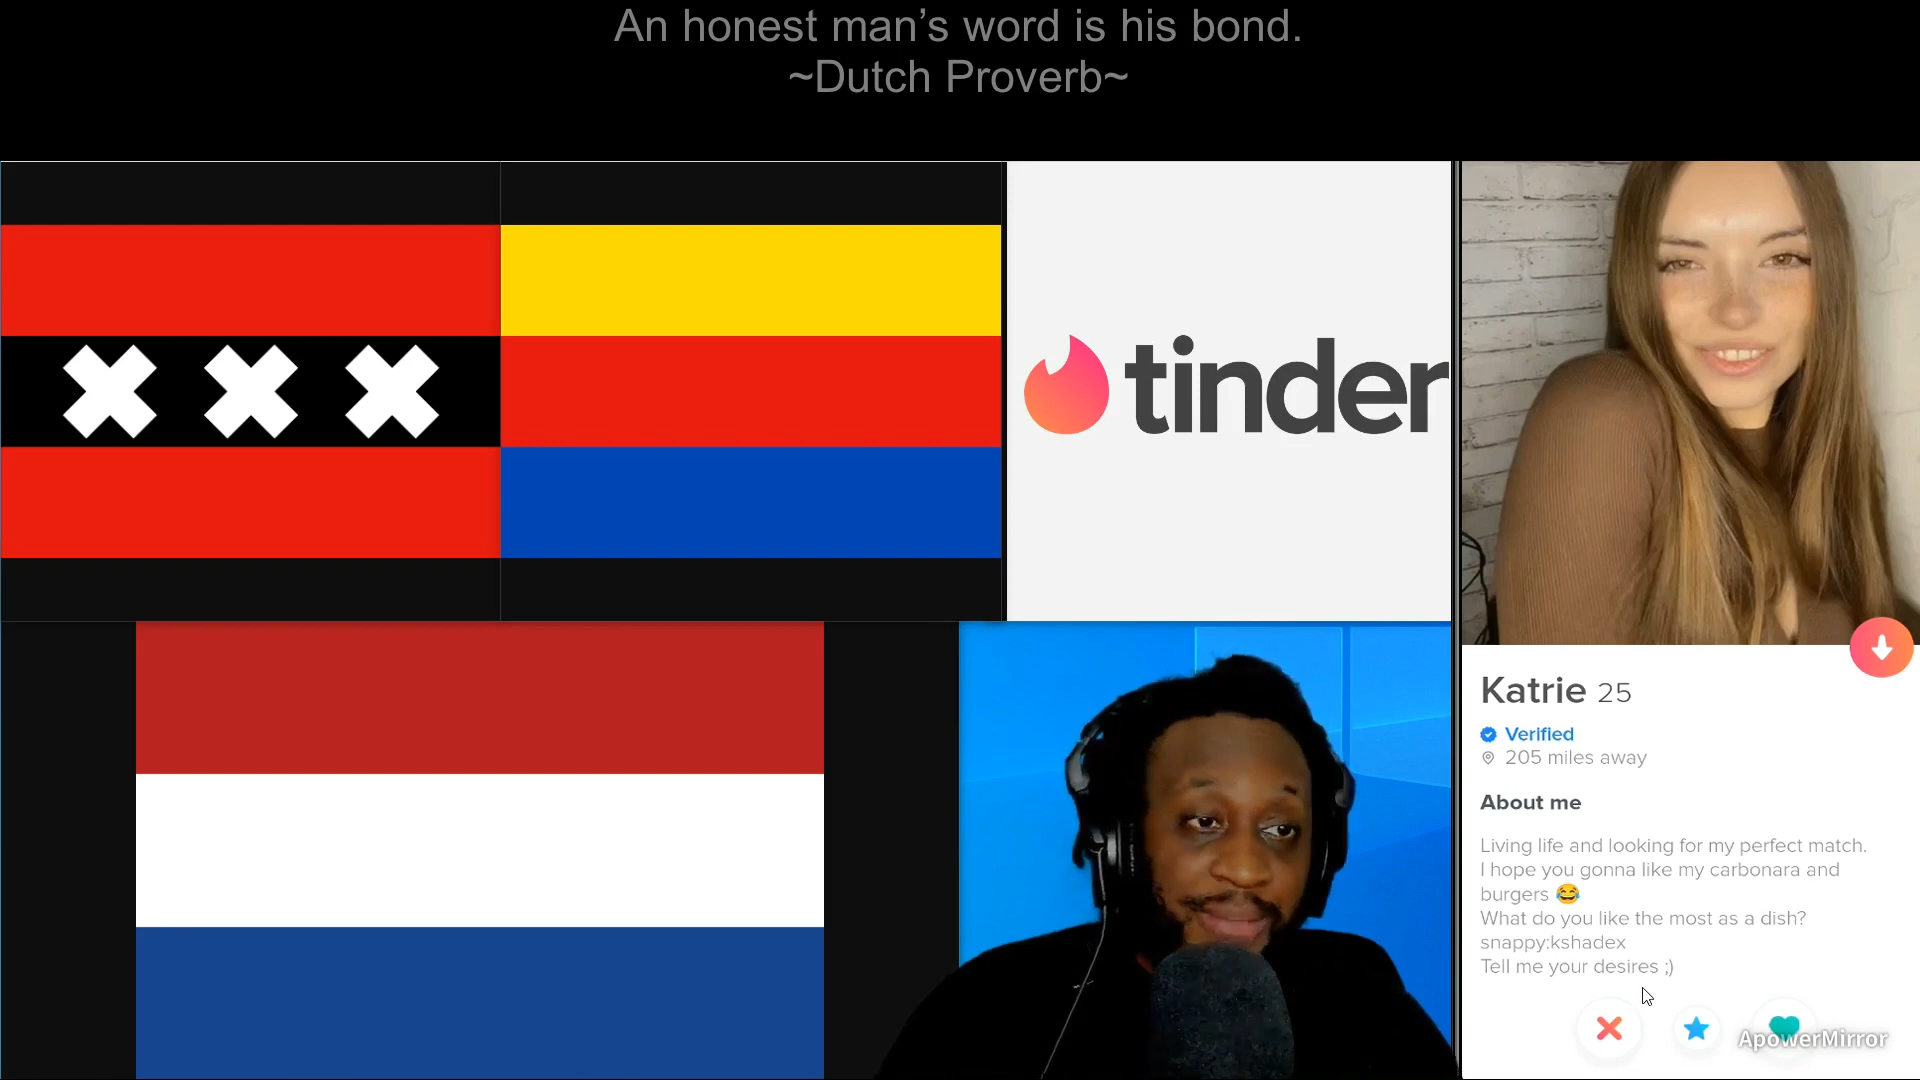 An honest man’s word is his bond.
~Dutch Proverb~
tinder
Katrie 25
Verified
205 miles away
About me
Living life and looking for my perfect match.
I hope you gonna like my carbonara and
burgers 😂
What do you like the most as a dish?
snappy:kshadex
Tell me your desires ;)
ApowerMirror